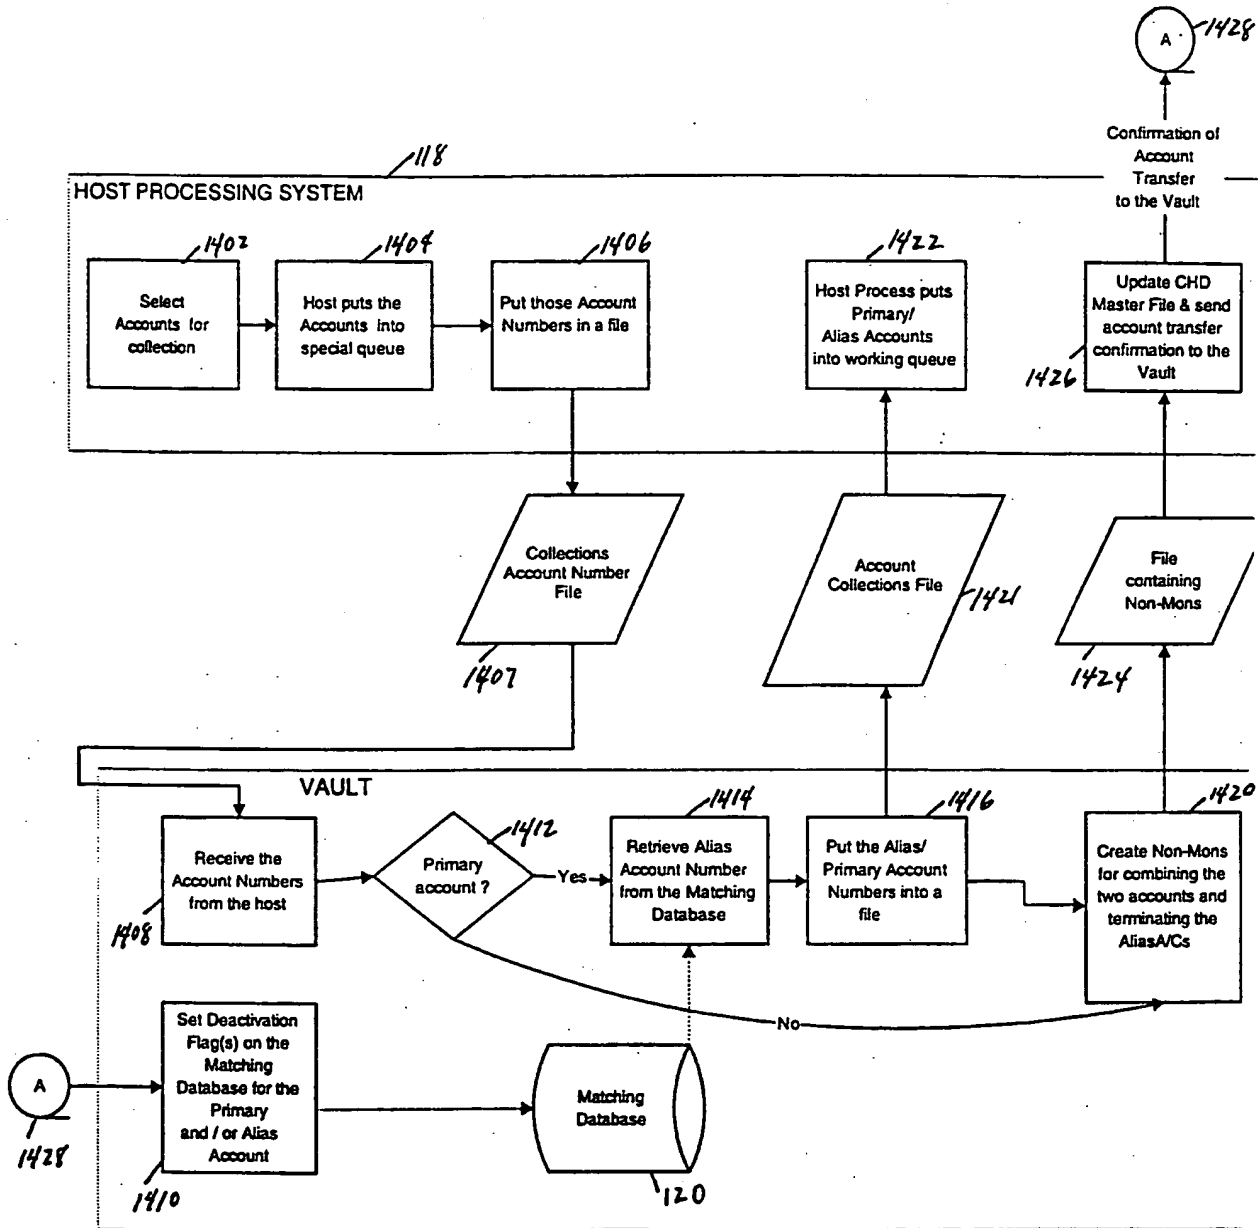 A
1428
Confirmation of
Account
Transfer
to the Vault
118
HOST PROCESSING SYSTEM
1402
Select
Accounts for
collection
1404
Host puts the
Accounts into
special queue
1406
Put those Account
Numbers in a file
1422
Host Process puts
Primary/
Alias Accounts
into working queue
Update CHD
Master File & send
account transfer
confirmation to the
Vault
1426
Collections
Account Number
File
1407
Account
Collections File
1421
File
containing
Non-Mons
1424
VAULT
Receive the
Account Numbers
from the host
1408
1412
Primary
account ?
Yes
No
1414
Retrieve Alias
Account Number
from the Matching
Database
1416
Put the Alias/
Primary Account
Numbers into a
file
1420
Create Non-Mons
for combining the
two accounts and
terminating the
AliasA/Cs
A
1428
Set Deactivation
Flag(s) on the
Matching
Database for the
Primary
and / or Alias
Account
1410
Matching
Database
120